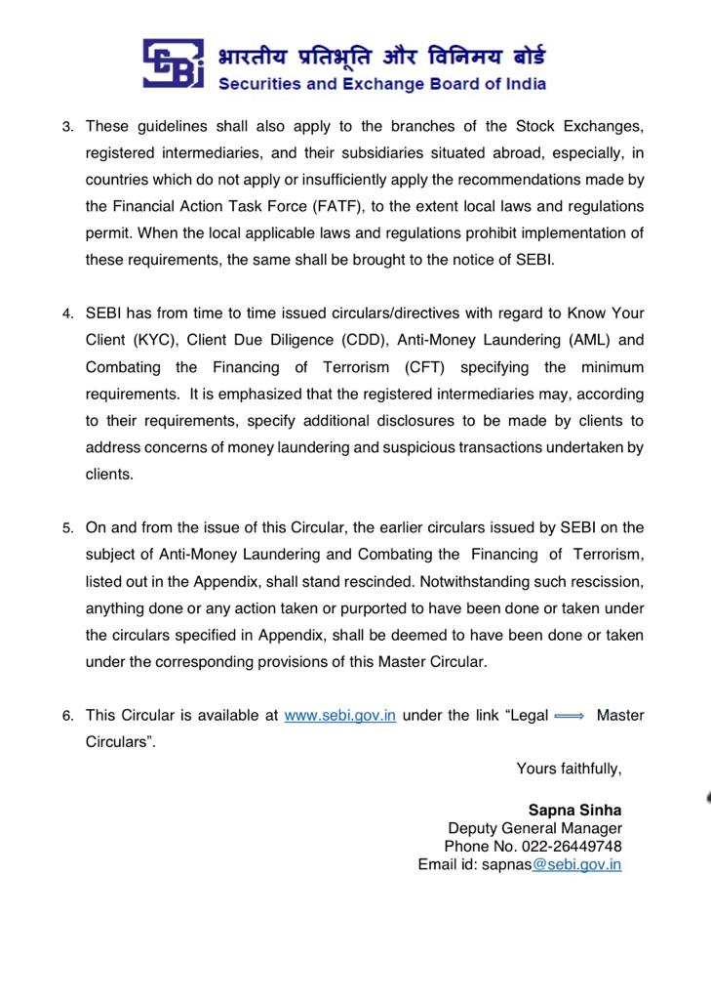 SEBI
भारतीय प्रतिभूति और विनिमय बोर्ड
Securities and Exchange Board of India
3. These guidelines shall also apply to the branches of the Stock Exchanges,
registered intermediaries, and their subsidiaries situated abroad, especially, in
countries which do not apply or insufficiently apply the recommendations made by
the Financial Action Task Force (FATF), to the extent local laws and regulations
permit. When the local applicable laws and regulations prohibit implementation of
these requirements, the same shall be brought to the notice of SEBI.
4. SEBI has from time to time issued circulars/directives with regard to Know Your
Client (KYC), Client Due Diligence (CDD), Anti-Money Laundering (AML) and
Combating the Financing of Terrorism (CFT) specifying the minimum
requirements. It is emphasized that the registered intermediaries may, according
to their requirements, specify additional disclosures to be made by clients to
address concerns of money laundering and suspicious transactions undertaken by
clients.
5. On and from the issue of this Circular, the earlier circulars issued by SEBI on the
subject of Anti-Money Laundering and Combating the Financing of Terrorism,
listed out in the Appendix, shall stand rescinded. Notwithstanding such rescission,
anything done or any action taken or purported to have been done or taken under
the circulars specified in Appendix, shall be deemed to have been done or taken
under the corresponding provisions of this Master Circular.
6. This Circular is available at www.sebi.gov.in under the link “Legal ⟹ Master
Circulars”.
Yours faithfully,
Sapna Sinha
Deputy General Manager
Phone No. 022-26449748
Email id: sapnas@sebi.gov.in